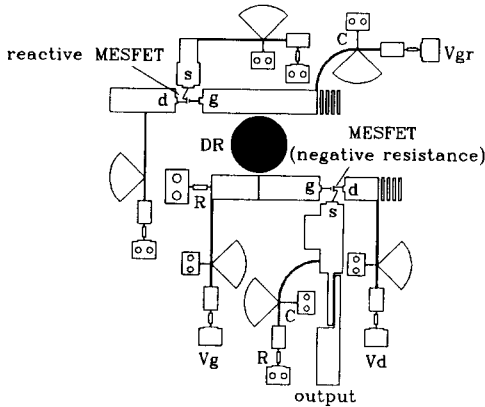 C
Vgr
reactive MESFET
s
d
g
DR
MESFET
(negative resistance)
g
d
R
s
C
Vg
R
Vd
output